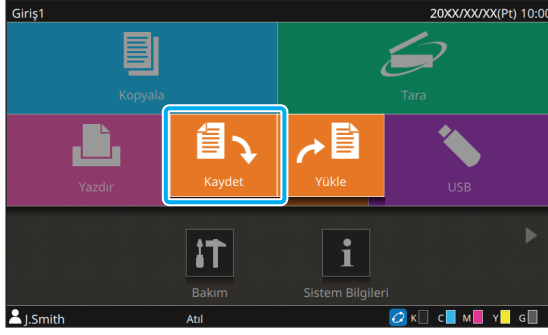 Giriş1 20XX/XX/XX(Pt) 10:00
Kopyala Tara
Yazdır Kaydet Yükle USB
Bakım Sistem Bilgileri
J.Smith Atıl K C M Y G